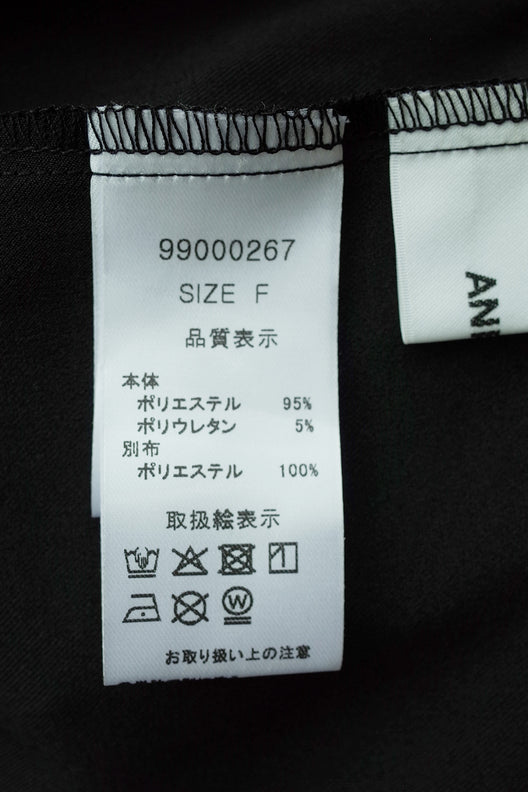 99000267
SIZE F
品質表示
本体
ポリエステル 95%
ポリウレタン 5%
別布
ポリエステル 100%
取扱絵表示
W
お取り扱い上の注意
AN